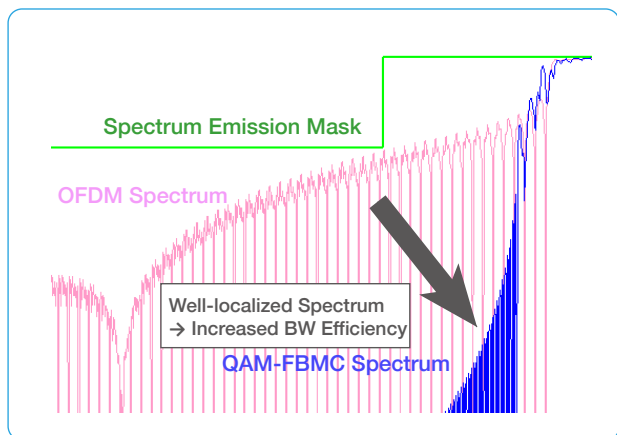 Spectrum Emission Mask
OFDM Spectrum
Well-localized Spectrum
→ Increased BW Efficiency
QAM-FBMC Spectrum